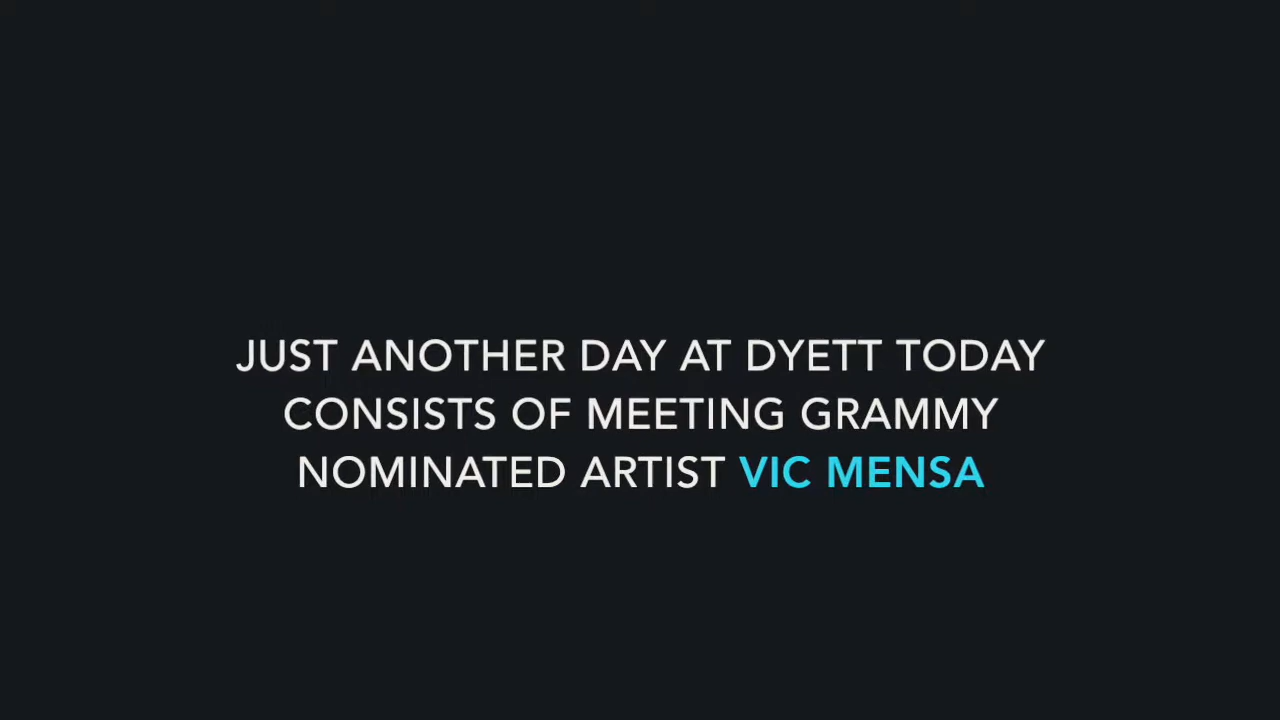 JUST ANOTHER DAY AT DYETT TODAY
CONSISTS OF MEETING GRAMMY
NOMINATED ARTIST VIC MENSA